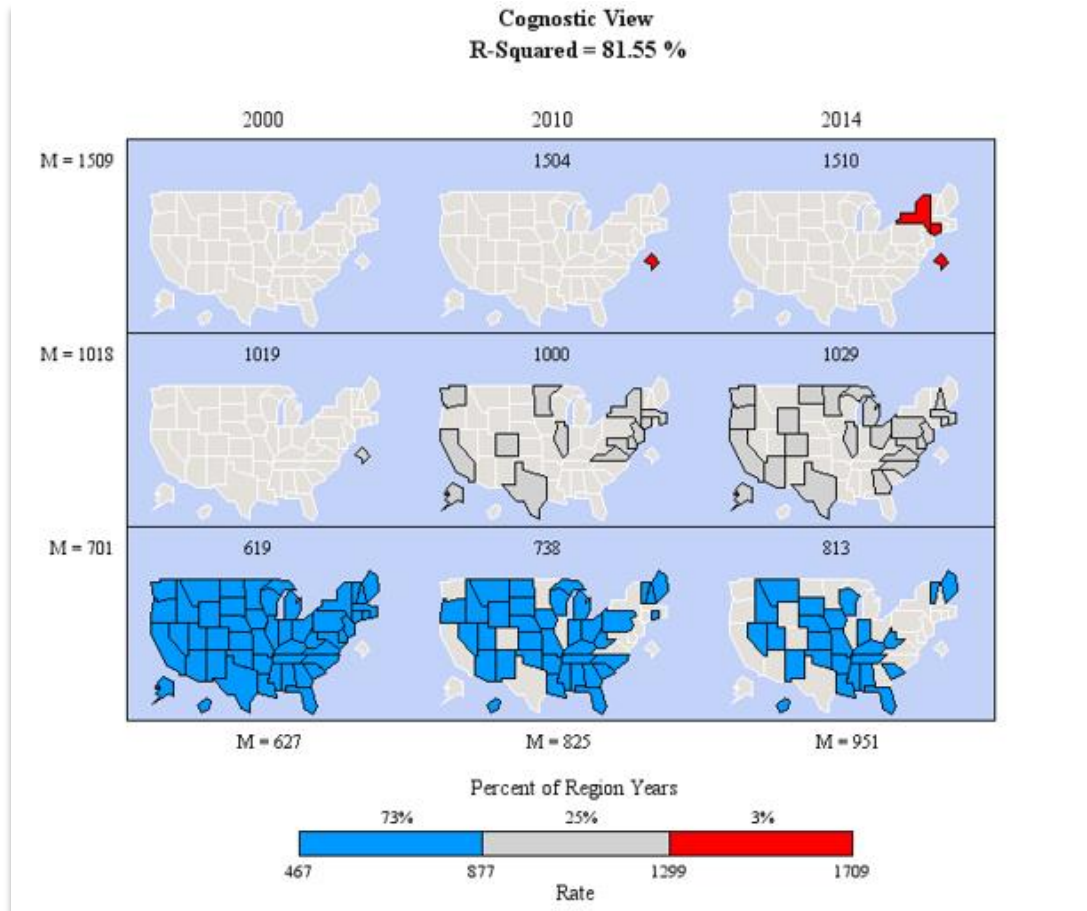 Cognostic View
R-Squared = 81.55 %
2000 2010 2014
M = 1509 1504 1510
M = 1018 1019 1000 1029
M = 701 619 738 813
M = 627 M = 825 M = 951
Percent of Region Years
73% 25% 3%
467 877 1299 1709
Rate